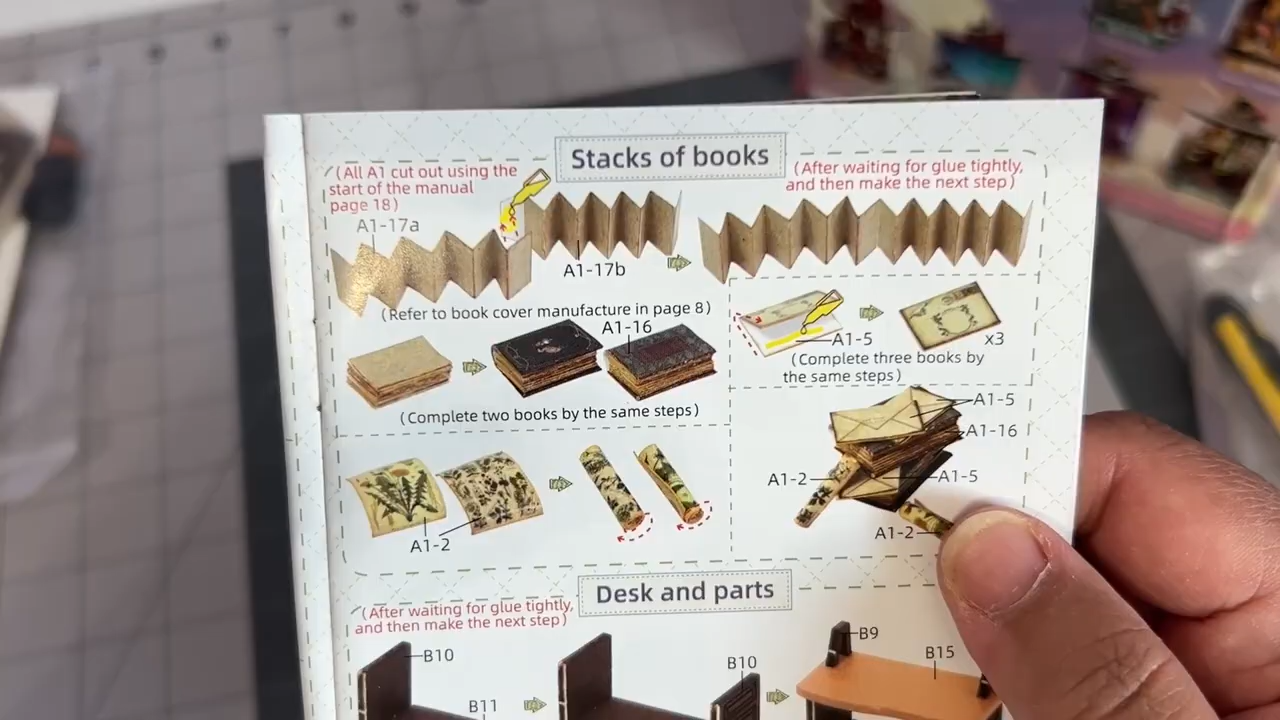 Stacks of books
(All A1 cut out using the
start of the manual
page 18)
(After waiting for glue tightly,
and then make the next step)
A1-17a
A1-17b
(Refer to book cover manufacture in page 8)
A1-16
(Complete two books by the same steps)
A1-5
x3
(Complete three books by
the same steps)
A1-2
A1-5
A1-16
A1-2
A1-5
A1-2
Desk and parts
(After waiting for glue tightly,
and then make the next step)
B10
B11
B10
B9
B15